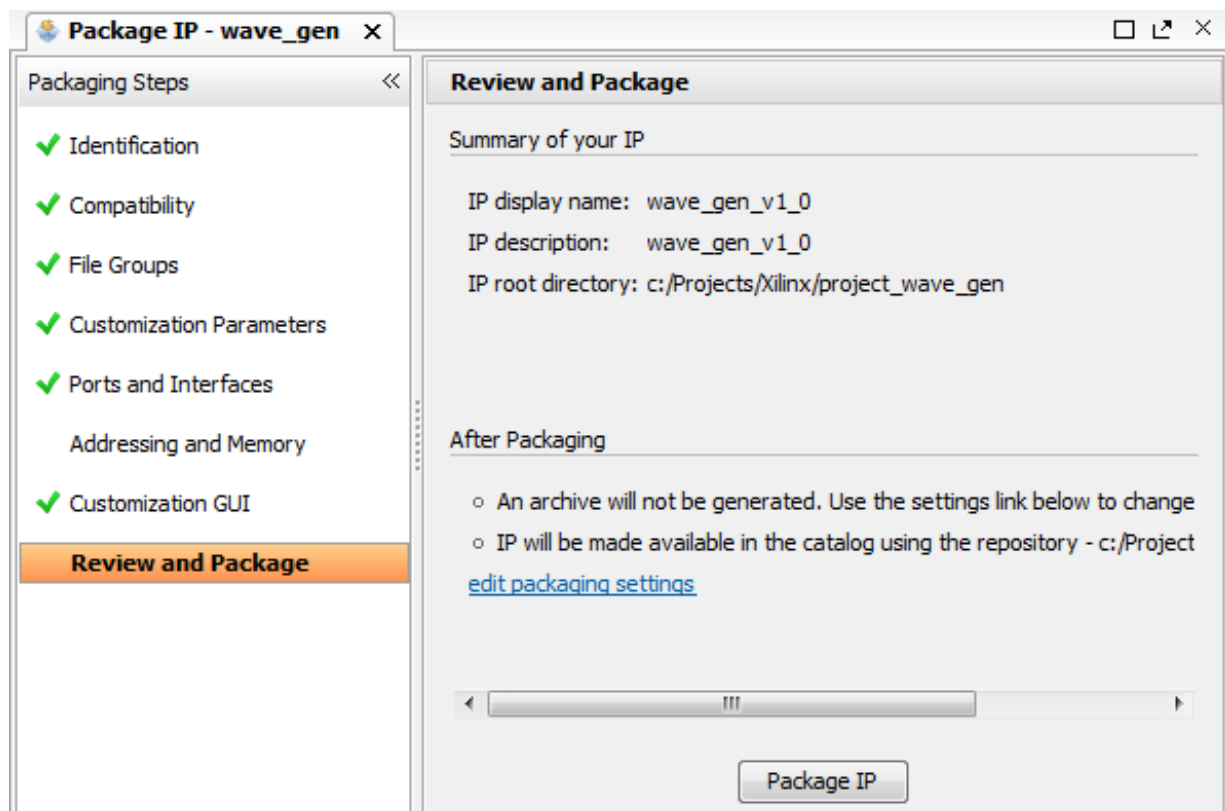 Package IP - wave_gen
Packaging Steps
Identification
Compatibility
File Groups
Customization Parameters
Ports and Interfaces
Addressing and Memory
Customization GUI
Review and Package
Review and Package
Summary of your IP
IP display name: wave_gen_v1_0
IP description: wave_gen_v1_0
IP root directory: c:/Projects/Xilinx/project_wave_gen
After Packaging
An archive will not be generated. Use the settings link below to change
IP will be made available in the catalog using the repository - c:/Project
edit packaging settings
Package IP